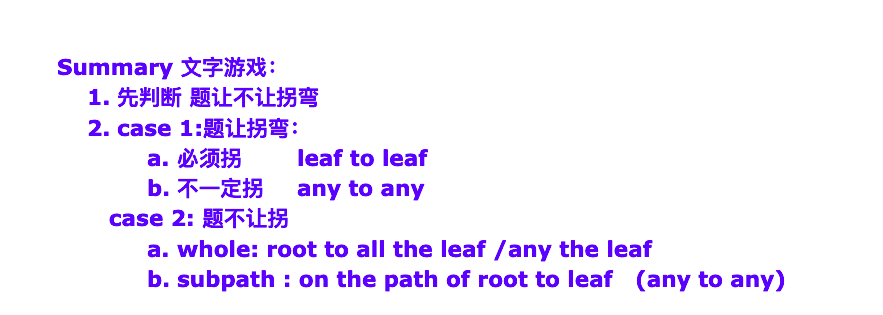 Summary 文字游戏：
1. 先判断 题让不让拐弯
2. case 1:题让拐弯：
a. 必须拐 leaf to leaf
b. 不一定拐 any to any
case 2: 题不让拐
a. whole: root to all the leaf /any the leaf
b. subpath : on the path of root to leaf (any to any)